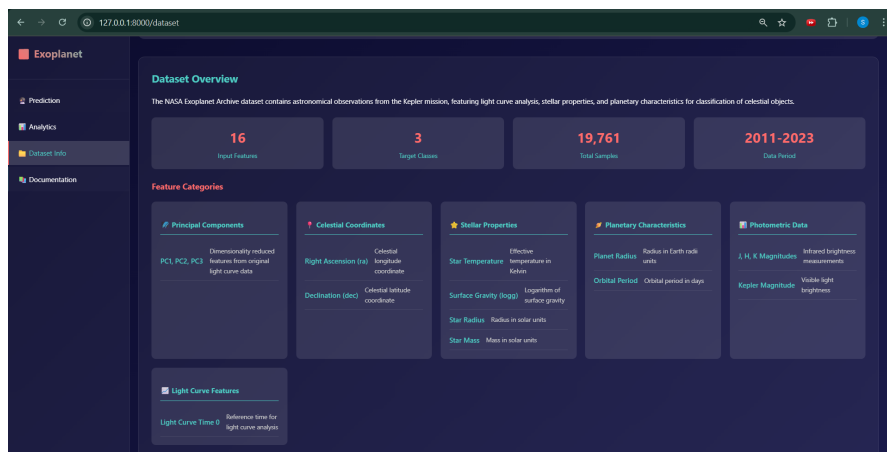 127.0.0.1:8000/dataset
S
Exoplanet
Prediction
Analytics
Dataset Info
Documentation
Dataset Overview
The NASA Exoplanet Archive dataset contains astronomical observations from the Kepler mission, featuring light curve analysis, stellar properties, and planetary characteristics for classification of celestial objects.
16
Input Features
3
Target Classes
19,761
Total Samples
2011-2023
Data Period
Feature Categories
Principal Components
PC1, PC2, PC3
Dimensionality reduced
features from original
light curve data
Celestial Coordinates
Right Ascension (ra)
Celestial
longitude
coordinate
Declination (dec)
Celestial latitude
coordinate
Stellar Properties
Star Temperature
Effective
temperature in
Kelvin
Surface Gravity (logg)
Logarithm of
surface gravity
Star Radius Radius in solar units
Star Mass Mass in solar units
Planetary Characteristics
Planet Radius
Radius in Earth radii
units
Orbital Period Orbital period in days
Photometric Data
J, H, K Magnitudes
Infrared brightness
measurements
Kepler Magnitude
Visible light
brightness
Light Curve Features
Light Curve Time 0
Reference time for
light curve analysis